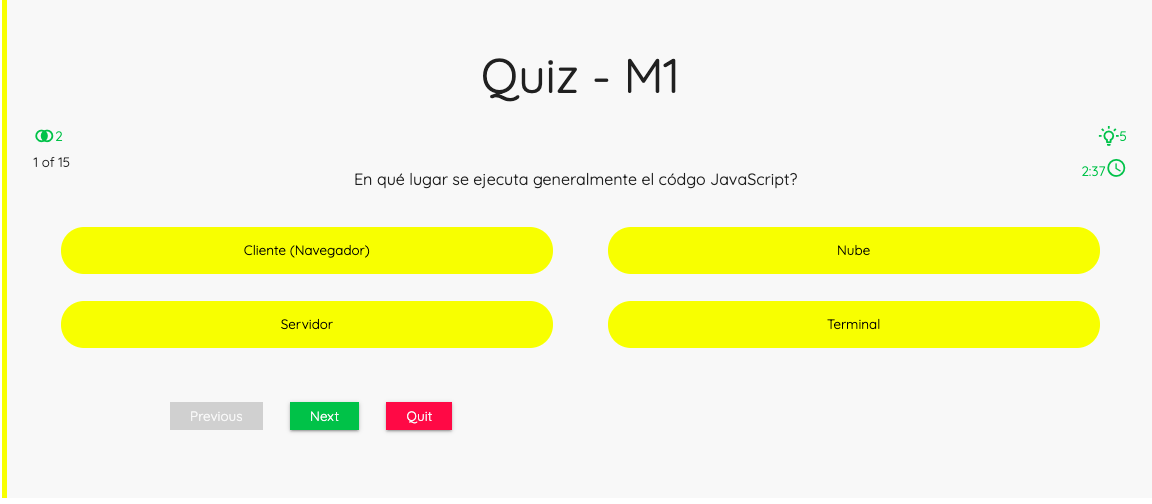 Quiz - M1
2
5
1 of 15
2:37
En qué lugar se ejecuta generalmente el códgo JavaScript?
Cliente (Navegador)
Nube
Servidor
Terminal
Previous
Next
Quit